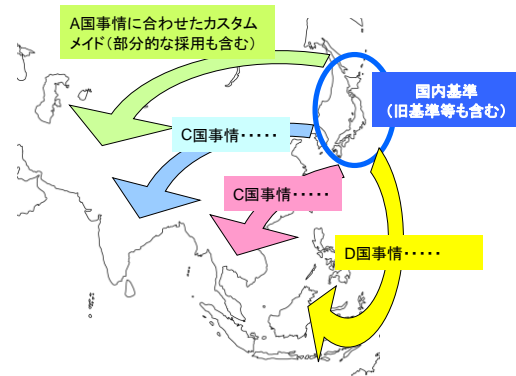 A国事情に合わせたカスタム
メイド(部分的な採用も含む)
国内基準
(旧基準等も含む)
C国事情・・・・・
C国事情・・・・・
D国事情・・・・・